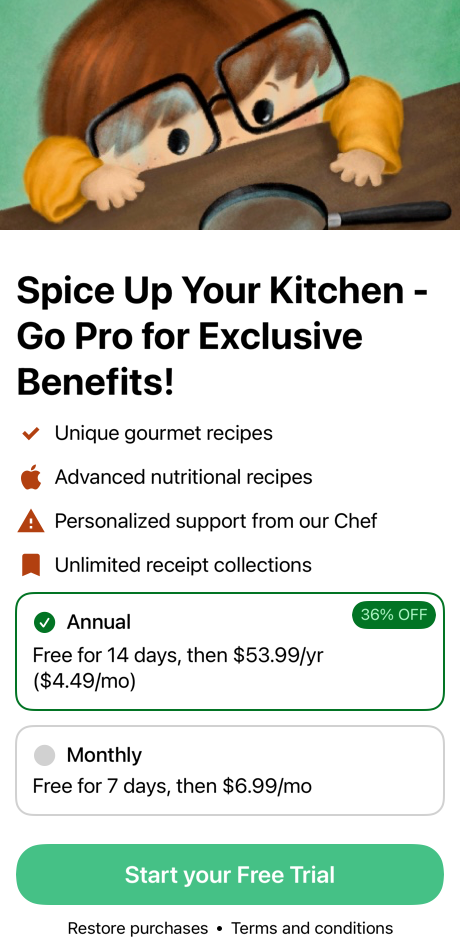 Spice Up Your Kitchen -
Go Pro for Exclusive
Benefits!
Unique gourmet recipes
Advanced nutritional recipes
Personalized support from our Chef
Unlimited receipt collections
Annual
36% OFF
Free for 14 days, then $53.99/yr
($4.49/mo)
Monthly
Free for 7 days, then $6.99/mo
Start your Free Trial
Restore purchases • Terms and conditions